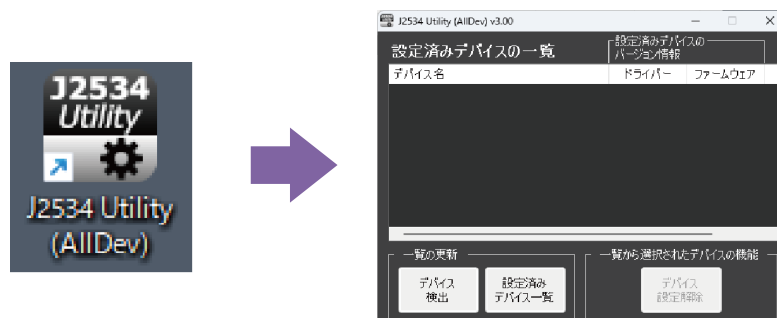 J2534
Utility
J2534 Utility
(AllDev)
J2534 Utility (AllDev) v3.00
設定済みデバイスの一覧
設定済みデバイスの
バージョン情報
デバイス名
ドライバー
ファームウェア
一覧の更新
一覧から選択されたデバイスの機能
デバイス
検出
設定済み
デバイス一覧
デバイス
設定解除